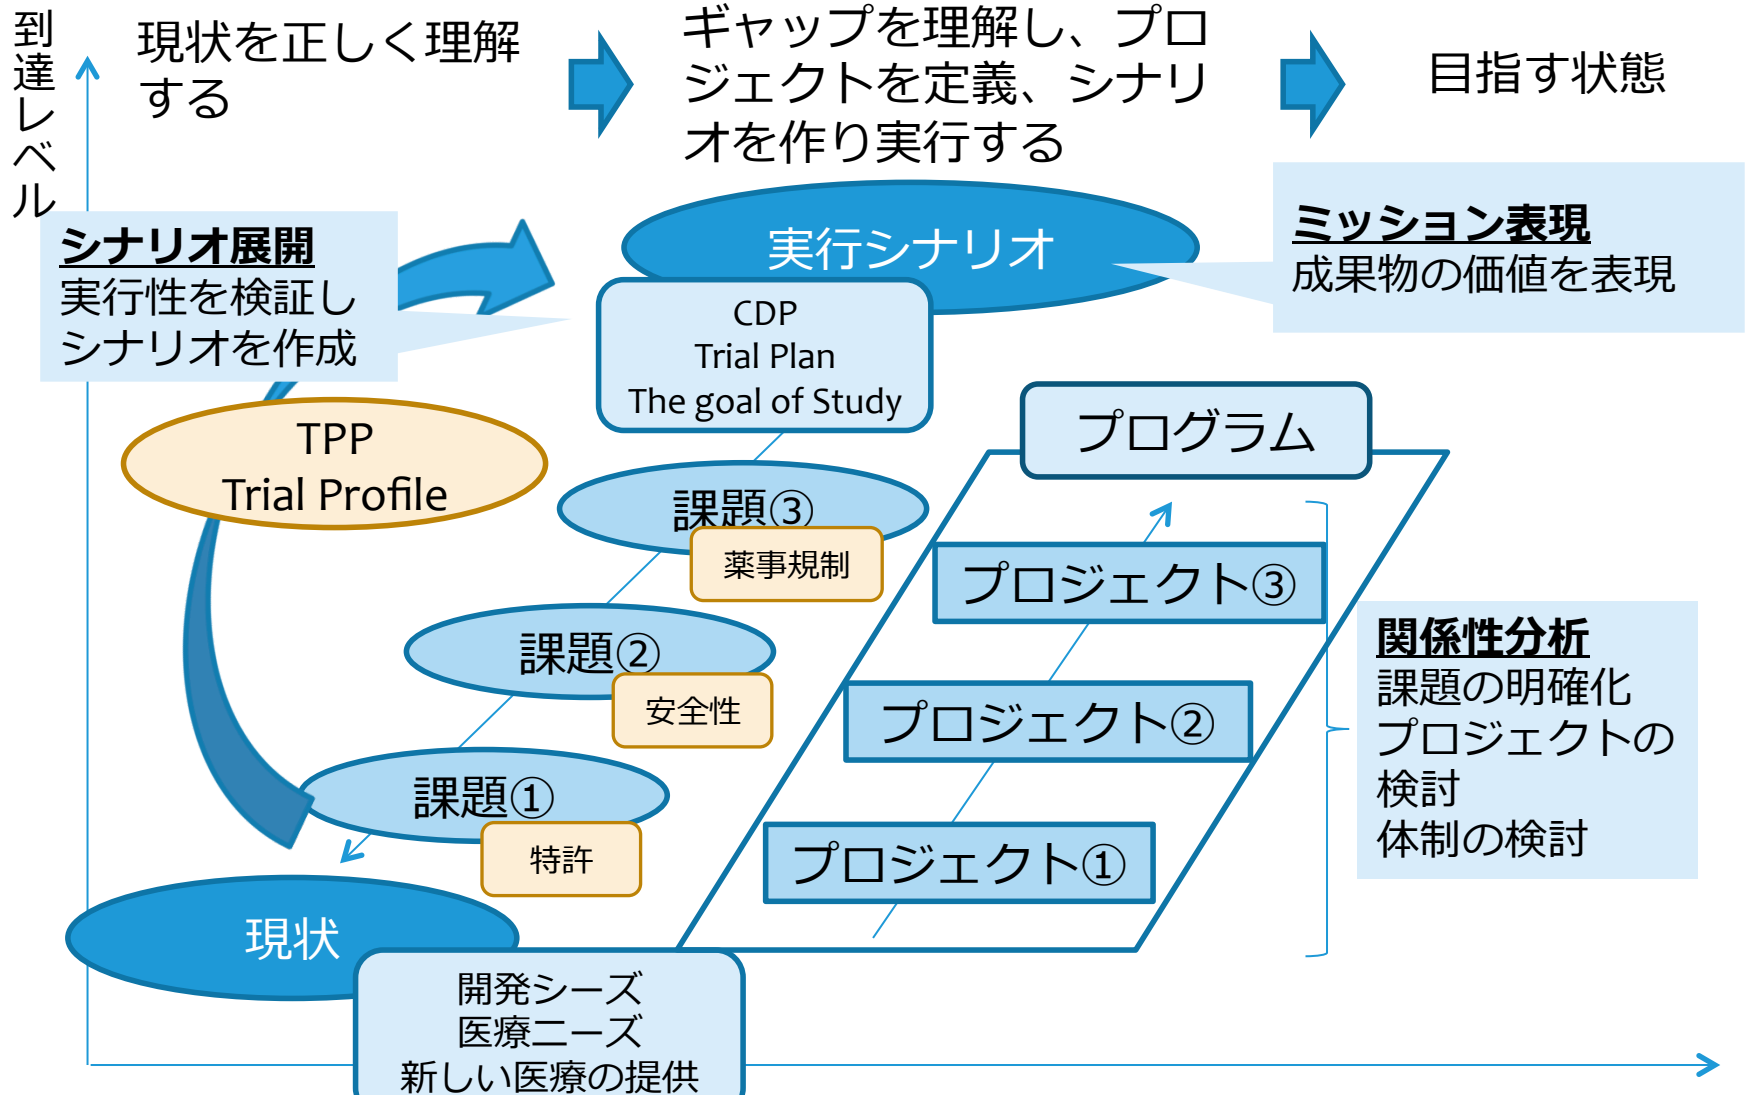 到達レベル
現状を正しく理解
する
ギャップを理解し、プロ
ジェクトを定義、シナリ
オを作り実行する
目指す状態
シナリオ展開
実行性を検証し
シナリオを作成
実行シナリオ
ミッション表現
成果物の価値を表現
CDP
Trial Plan
The goal of Study
TPP
Trial Profile
プログラム
課題③
薬事規制
プロジェクト③
課題②
安全性
プロジェクト②
関係性分析
課題の明確化
プロジェクトの
検討
体制の検討
課題①
特許
プロジェクト①
現状
開発シーズ
医療ニーズ
新しい医療の提供